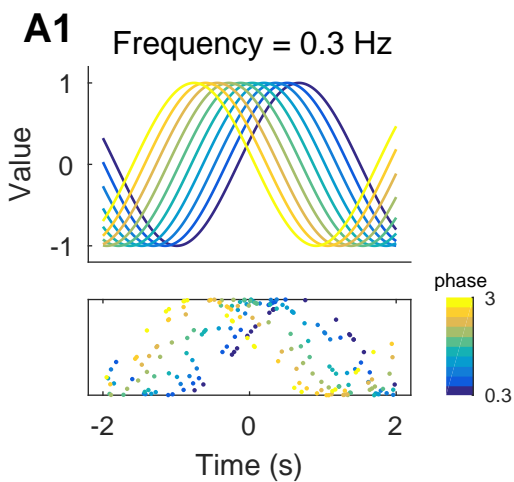 A1
Frequency = 0.3 Hz
Value
1
0
-1
phase
3
0.3
-2
0
2
Time (s)